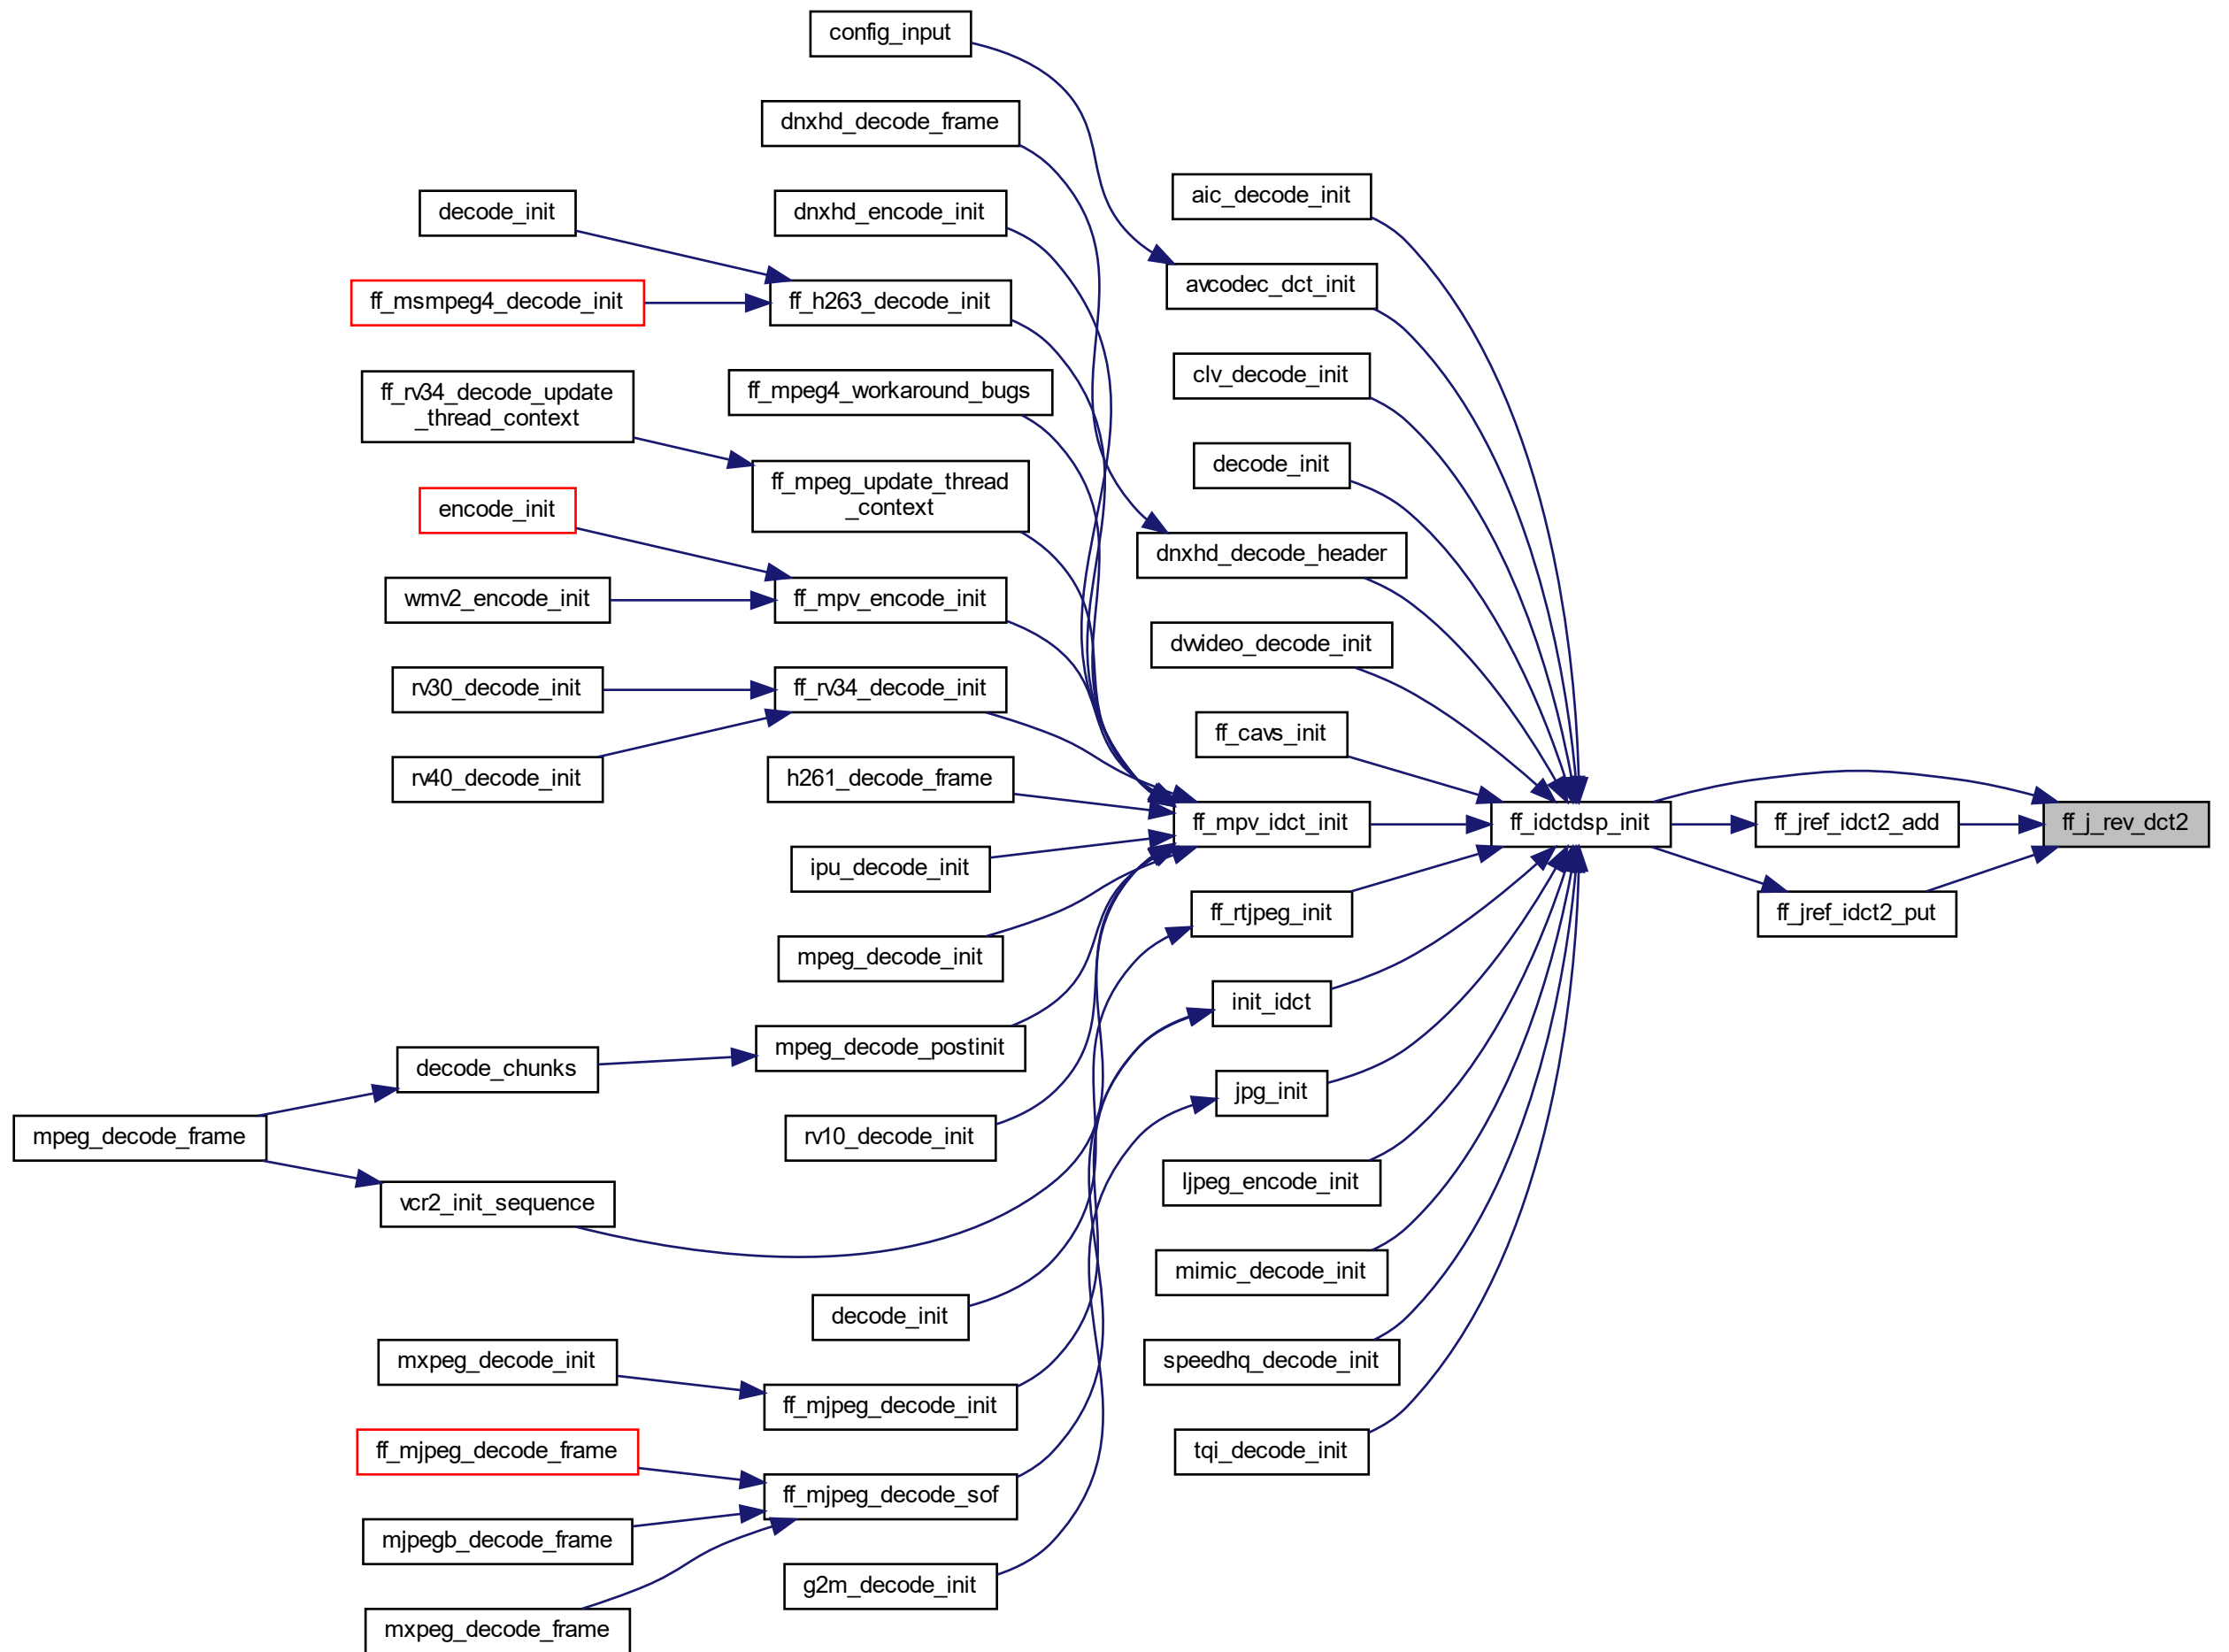 config_input
dnxhd_decode_frame
aic_decode_init
decode_init
dnxhd_encode_init
avcodec_dct_init
ff_msmpeg4_decode_init
ff_h263_decode_init
clv_decode_init
ff_rv34_decode_update
_thread_context
ff_mpeg4_workaround_bugs
decode_init
ff_mpeg_update_thread
_context
encode_init
dnxhd_decode_header
wmv2_encode_init
ff_mpv_encode_init
dvvideo_decode_init
rv30_decode_init
ff_rv34_decode_init
ff_cavs_init
rv40_decode_init
h261_decode_frame
ff_mpv_idct_init
ff_idctdsp_init
ff_jref_idct2_add
ff_j_rev_dct2
ipu_decode_init
ff_rtjpeg_init
ff_jref_idct2_put
mpeg_decode_init
init_idct
decode_chunks
mpeg_decode_postinit
jpg_init
mpeg_decode_frame
rv10_decode_init
ljpeg_encode_init
vcr2_init_sequence
mimic_decode_init
decode_init
mxpeg_decode_init
speedhq_decode_init
ff_mjpeg_decode_init
ff_mjpeg_decode_frame
tqi_decode_init
ff_mjpeg_decode_sof
mjpegb_decode_frame
g2m_decode_init
mxpeg_decode_frame